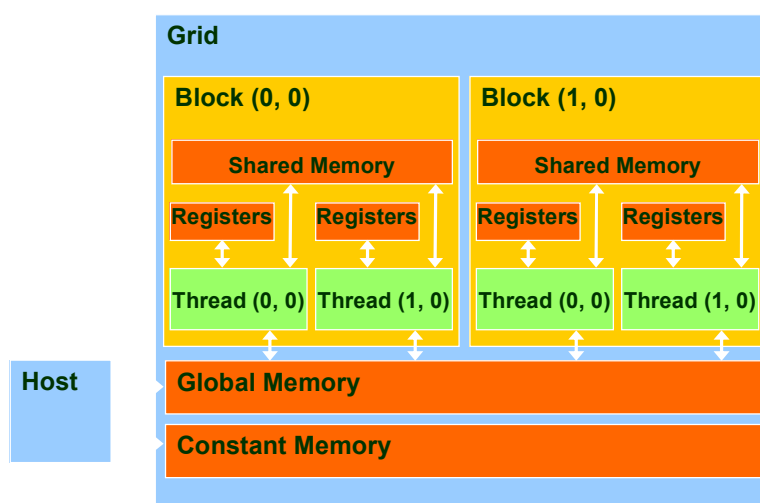 Grid
Block (0, 0)
Block (1, 0)
Shared Memory
Shared Memory
Registers
Registers
Registers
Registers
Thread (0, 0)
Thread (1, 0)
Thread (0, 0)
Thread (1, 0)
Host
Global Memory
Constant Memory